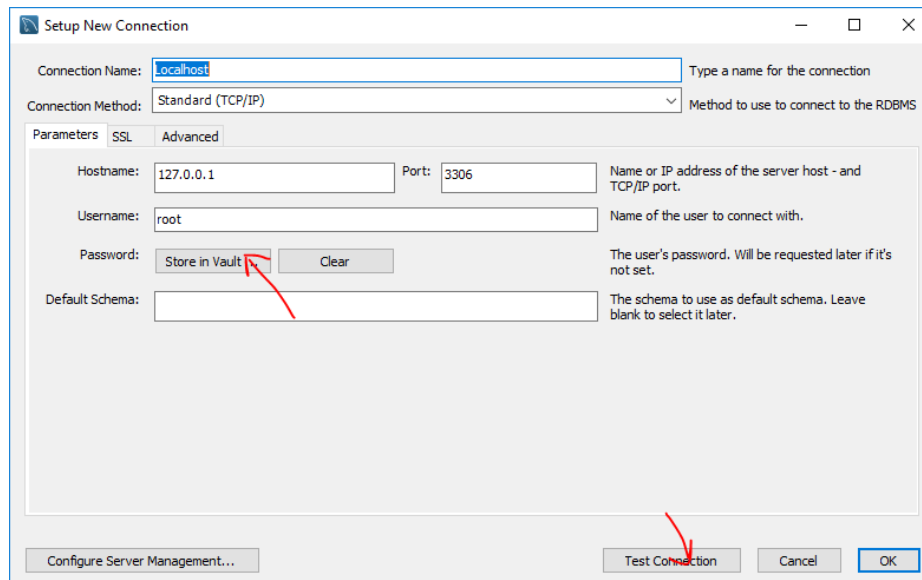 Setup New Connection
Connection Name: Localhost Type a name for the connection
Connection Method: Standard (TCP/IP) Method to use to connect to the RDBMS
Parameters SSL Advanced
Hostname: 127.0.0.1 Port: 3306 Name or IP address of the server host - and
TCP/IP port.
Username: root Name of the user to connect with.
Password: Store in Vault ... Clear The user's password. Will be requested later if it's
not set.
Default Schema: The schema to use as default schema. Leave
blank to select it later.
Configure Server Management... Test Connection Cancel OK